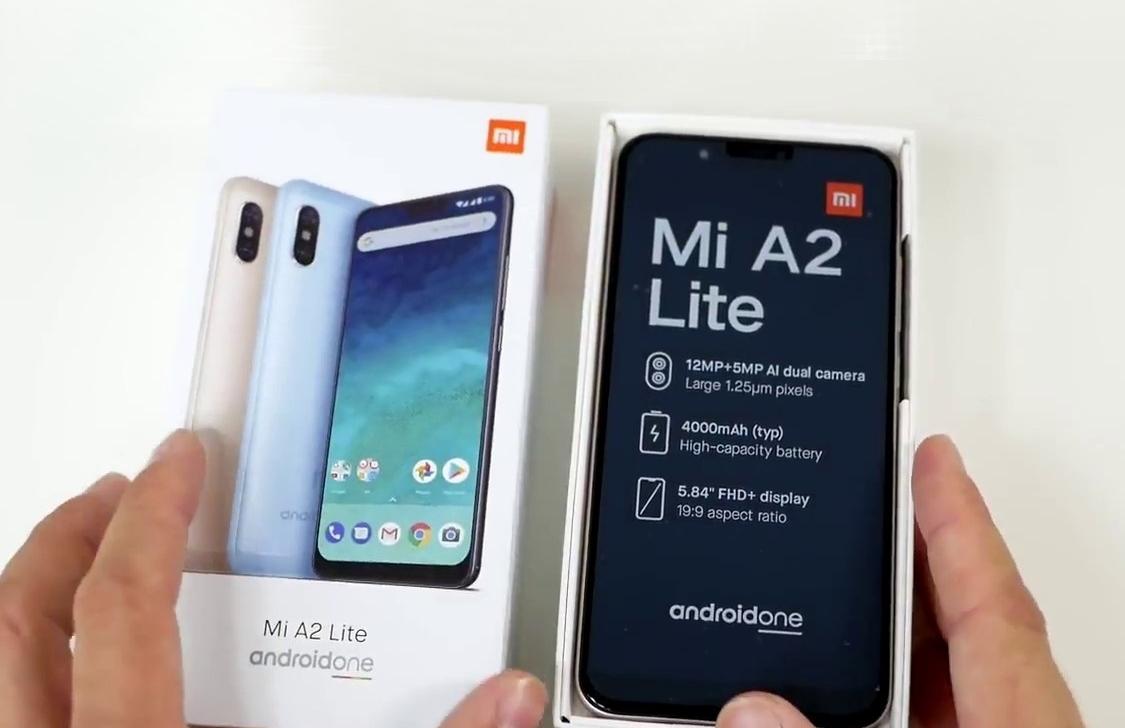 mi
andr
Mi A2 Lite
androidone
mi
Mi A2
Lite
12MP+5MP AI dual camera
Large 1.25μm pixels
4000mAh (typ)
High-capacity battery
5.84" FHD+ display
19:9 aspect ratio
androidone